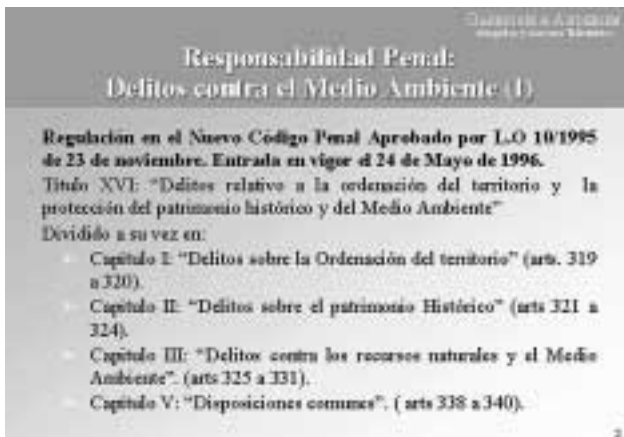 Responsabilidad Penal:
Delitos contra el Medio Ambiente (I)
Regulación en el Nuevo Código Penal Aprobado por L.O 10/1995
de 23 de noviembre. Entrada en vigor el 24 de Mayo de 1996.
Título XVI: “Delitos relativo a la ordenación del territorio y la
protección del patrimonio histórico y del Medio Ambiente”
Dividido a su vez en:
Capítulo I: “Delitos sobre la Ordenación del territorio” (arts. 319
a 320).
Capítulo II: “Delitos sobre el patrimonio Histórico” (arts 321 a
324).
Capítulo III: “Delitos contra los recursos naturales y el Medio
Ambiente”. (arts 325 a 331).
Capítulo V: “Disposiciones comunes”. ( arts 338 a 340).